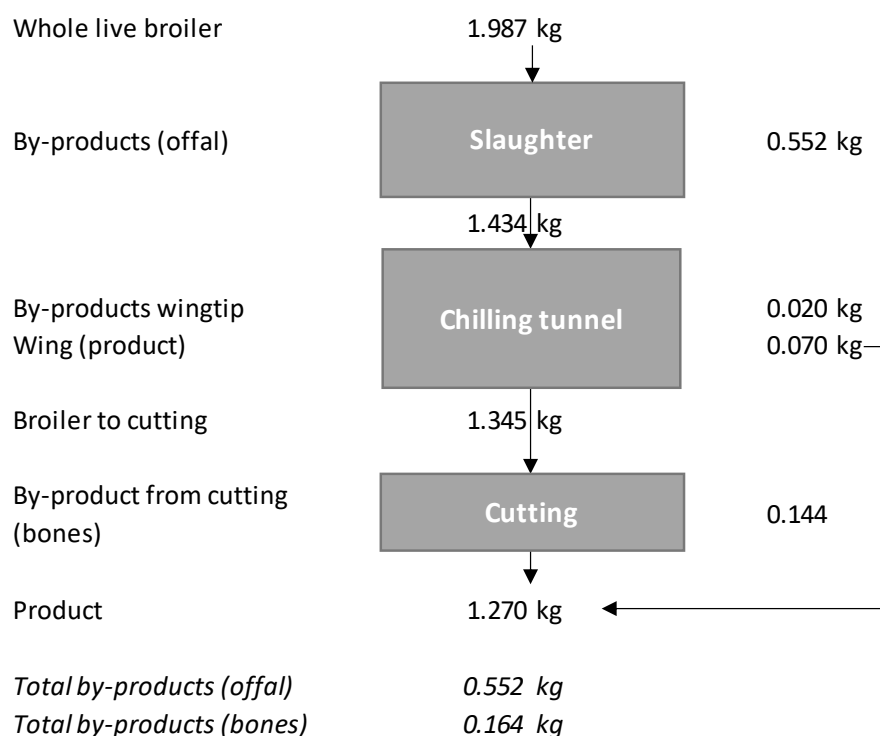 Whole live broiler 1.987 kg
By-products (offal) Slaughter 0.552 kg
1.434 kg
By-products wingtip 0.020 kg
Chilling tunnel
Wing (product) 0.070 kg
Broiler to cutting 1.345 kg
By-product from cutting
(bones) Cutting 0.144
Product 1.270 kg
Total by-products (offal) 0.552 kg
Total by-products (bones) 0.164 kg